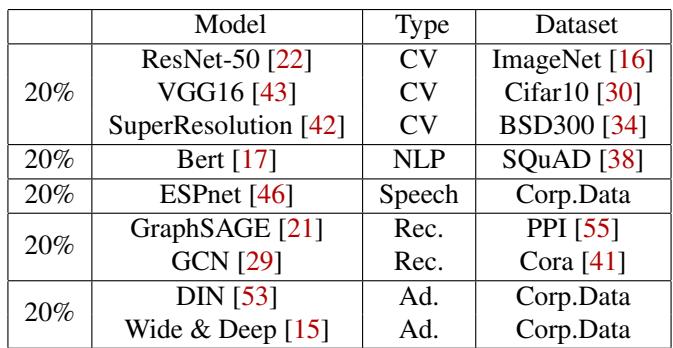 Model Type Dataset
ResNet-50 [22] CV ImageNet [16]
20% VGG16 [43] CV Cifar10 [30]
SuperResolution [42] CV BSD300 [34]
20% Bert [17] NLP SQuAD [38]
20% ESPnet [46] Speech Corp.Data
20% GraphSAGE [21] Rec. PPI [55]
GCN [29] Rec. Cora [41]
20% DIN [53] Ad. Corp.Data
Wide & Deep [15] Ad. Corp.Data